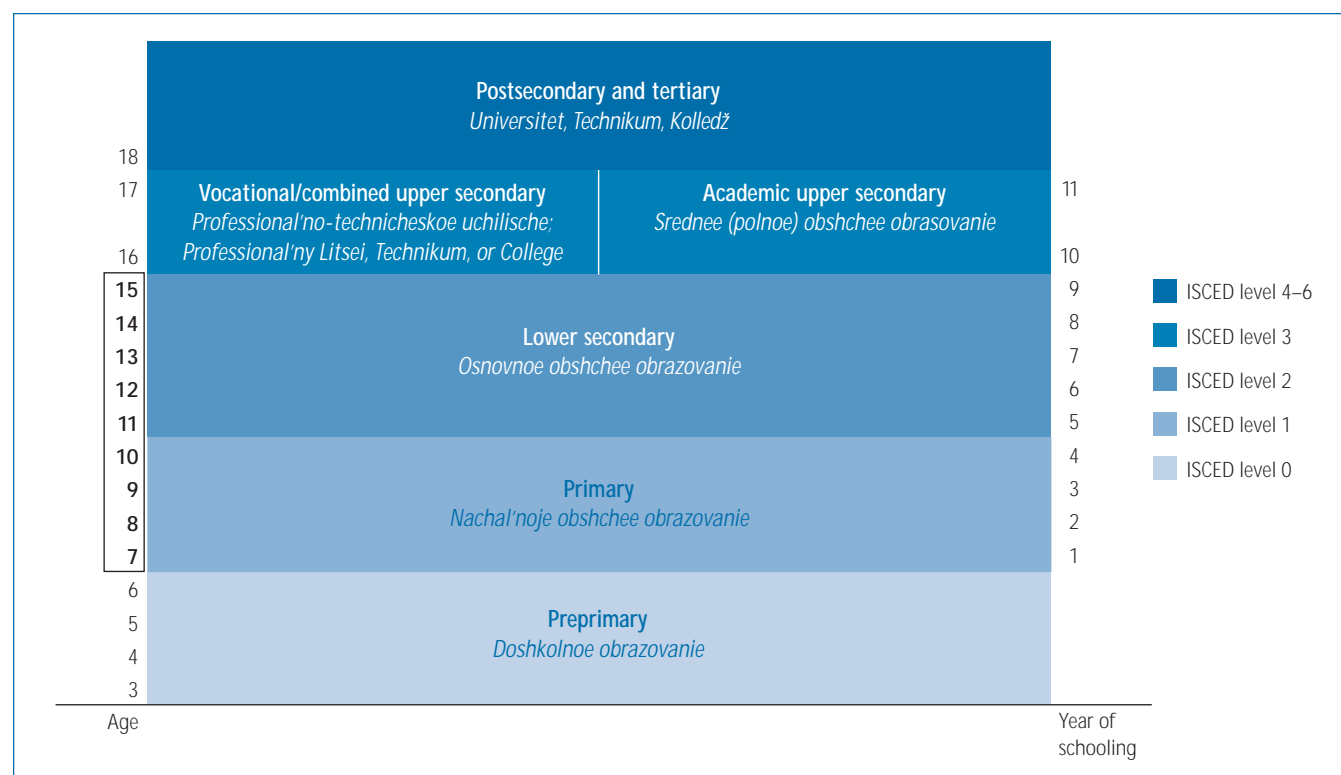 Postsecondary and tertiary
Universitet, Technikum, Kolledž
18
17
16
15
14
13
12
11
10
9
8
7
6
5
4
3
Age
Vocational/combined upper secondary
Professional'no-technicheskoe uchilische;
Professional'ny Litsei, Technikum, or College
Academic upper secondary
Srednee (polnoe) obshchee obrasovanie
Lower secondary
Osnovnoe obshchee obrazovanie
Primary
Nachal'noje obshchee obrazovanie
Preprimary
Doshkolnoe obrazovanie
11
10
9
8
7
6
5
4
3
2
1
Year of
schooling
ISCED level 4–6
ISCED level 3
ISCED level 2
ISCED level 1
ISCED level 0